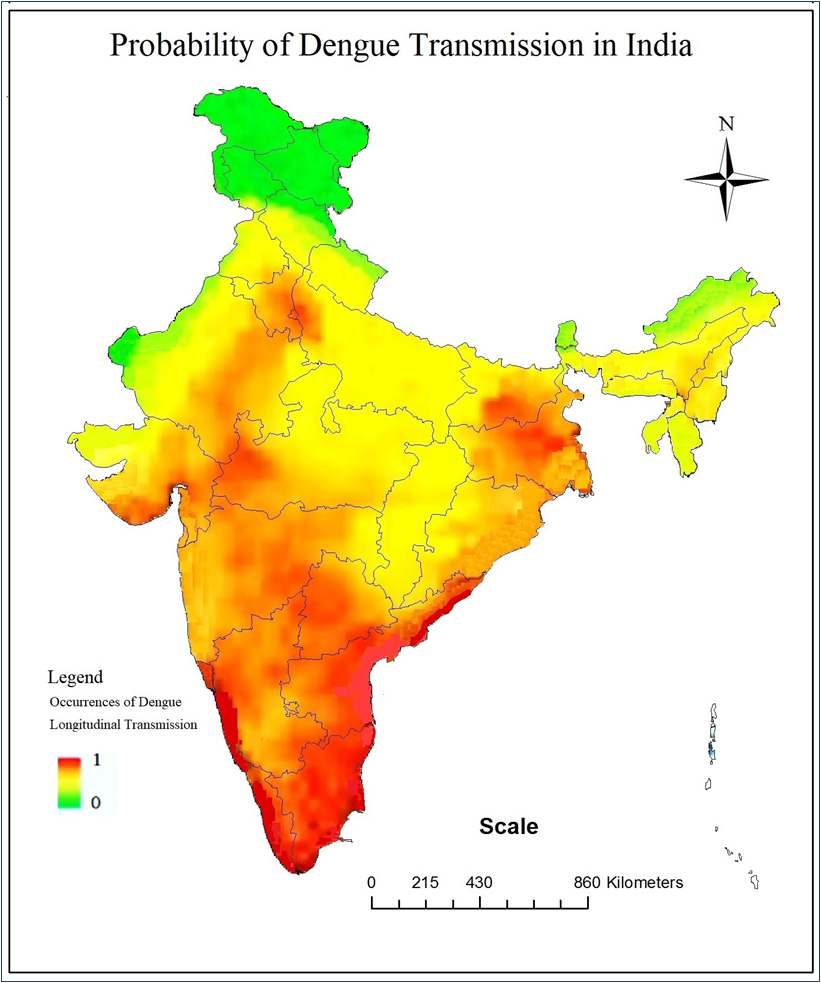 Probability of Dengue Transmission in India
N
Legend
Occurrences of Dengue
Longitudinal Transmission
1
0
Scale
0 215 430 860 Kilometers